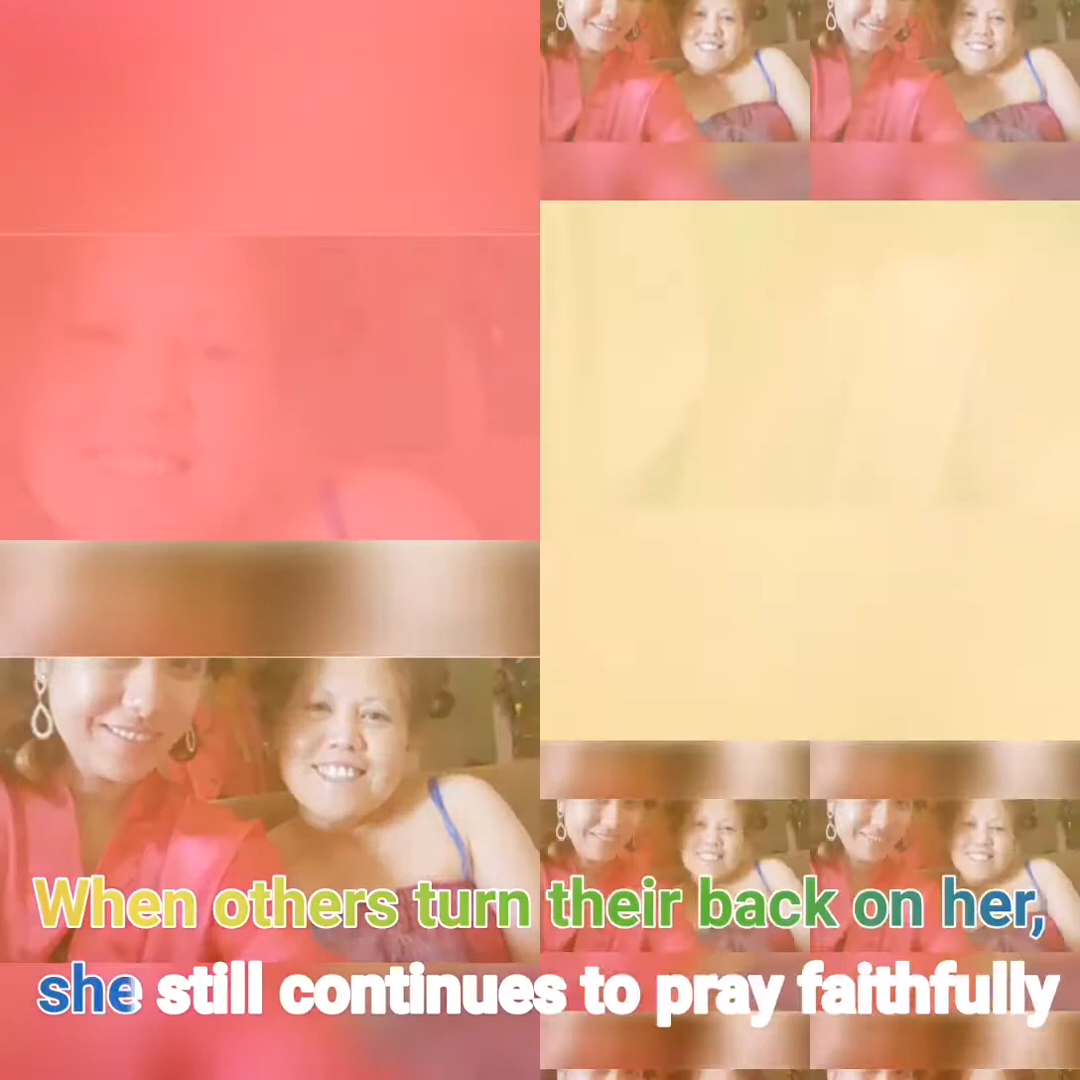 When others turn their back on her,
she still continues to pray faithfully